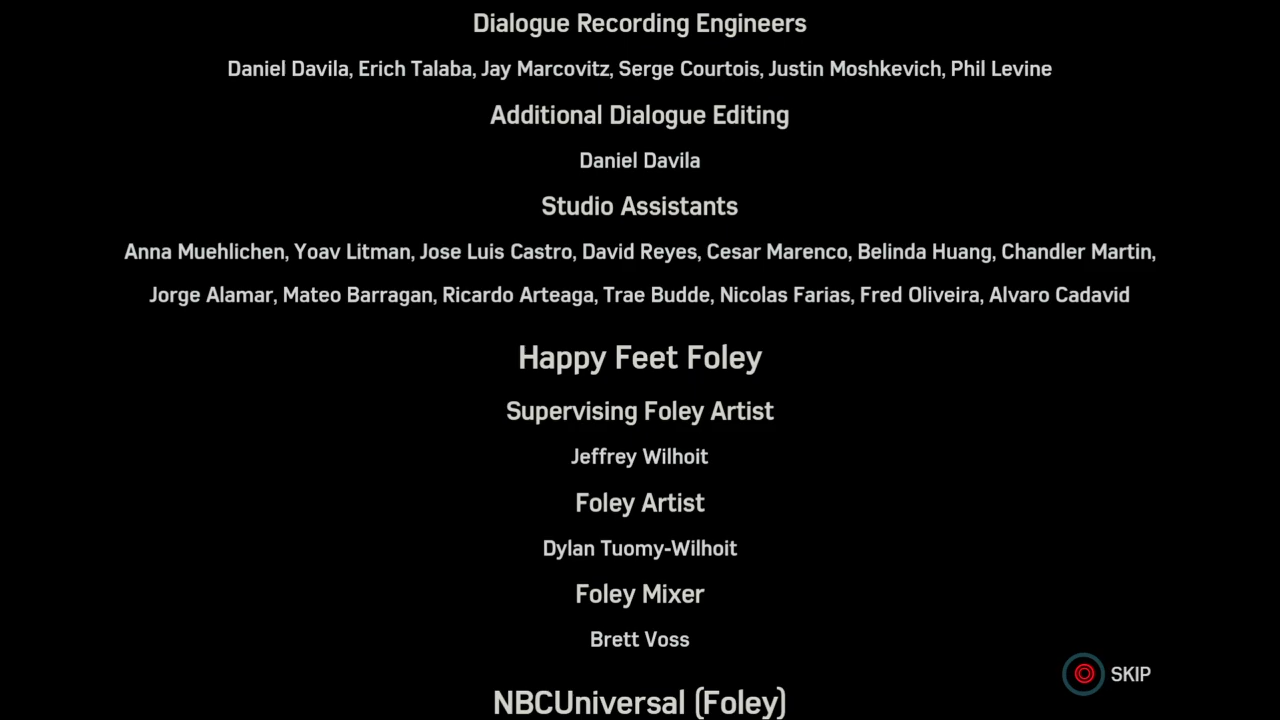 Dialogue Recording Engineers
Daniel Davila, Erich Talaba, Jay Marcovitz, Serge Courtois, Justin Moshkevich, Phil Levine
Additional Dialogue Editing
Daniel Davila
Studio Assistants
Anna Muehlichen, Yoav Litman, Jose Luis Castro, David Reyes, Cesar Marenco, Belinda Huang, Chandler Martin,
Jorge Alamar, Mateo Barragan, Ricardo Arteaga, Trae Budde, Nicolas Farias, Fred Oliveira, Alvaro Cadavid
Happy Feet Foley
Supervising Foley Artist
Jeffrey Wilhoit
Foley Artist
Dylan Tuomy-Wilhoit
Foley Mixer
Brett Voss
SKIP
NBCUniversal (Foley)